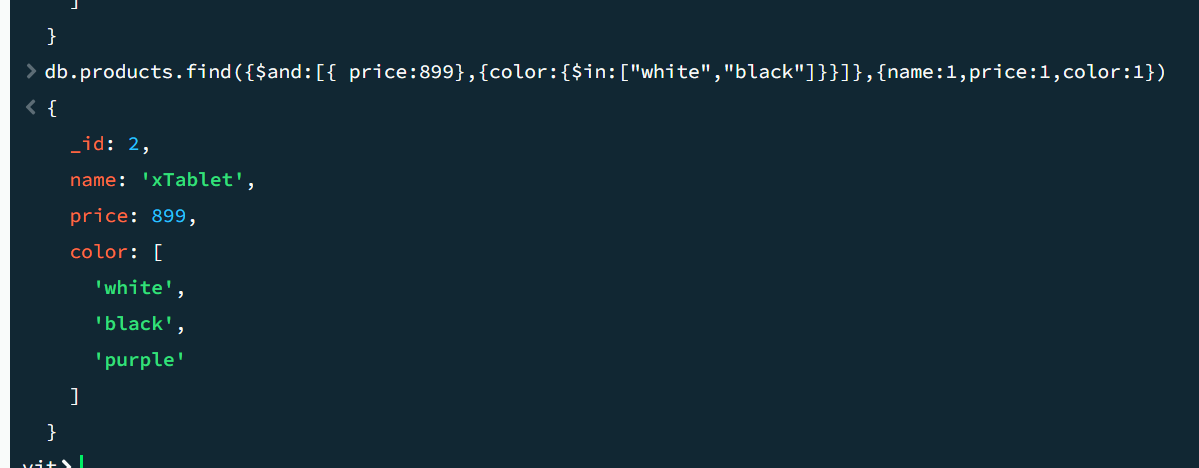 ]
}
> db.products.find({$and:[{ price:899},{color:{$in:["white","black"]}}]},{name:1,price:1,color:1})
< {
_id: 2,
name: 'xTablet',
price: 899,
color: [
'white',
'black',
'purple'
]
}